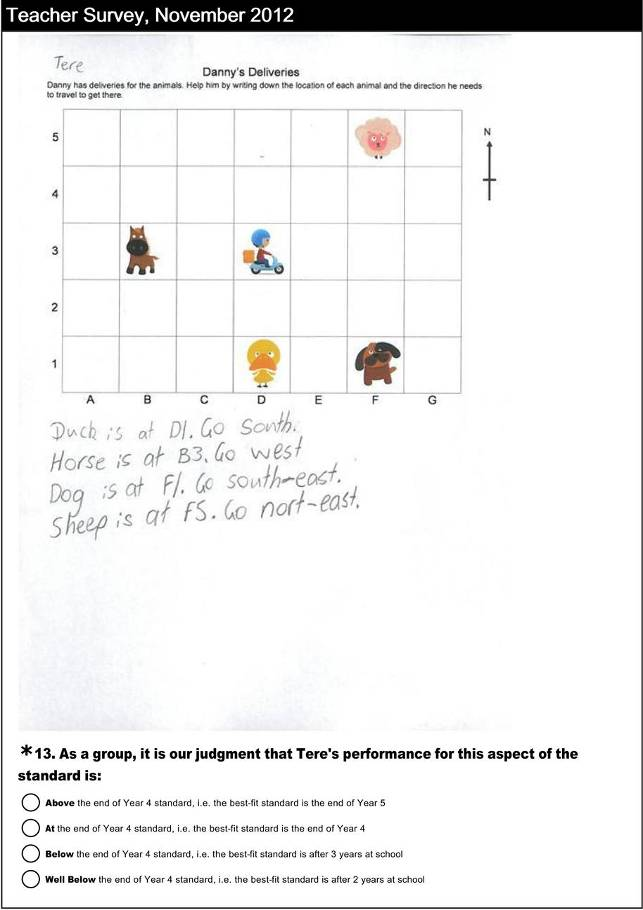 Teacher Survey, November 2012
Tere
Danny's Deliveries
Danny has deliveries for the animals. Help him by writing down the location of each animal and the direction he needs
to travel to get there.
5
N
4
3
2
1
A B C D E F G
Duck is at D1. Go South.
Horse is at B3. Go west
Dog is at F1. Go south-east.
Sheep is at F5. Go nort-east.
*13. As a group, it is our judgment that Tere's performance for this aspect of the
standard is:
Above the end of Year 4 standard, i.e. the best-fit standard is the end of Year 5
At the end of Year 4 standard, i.e. the best-fit standard is the end of Year 4
Below the end of Year 4 standard, i.e. the best-fit standard is after 3 years at school
Well Below the end of Year 4 standard, i.e. the best-fit standard is after 2 years at school